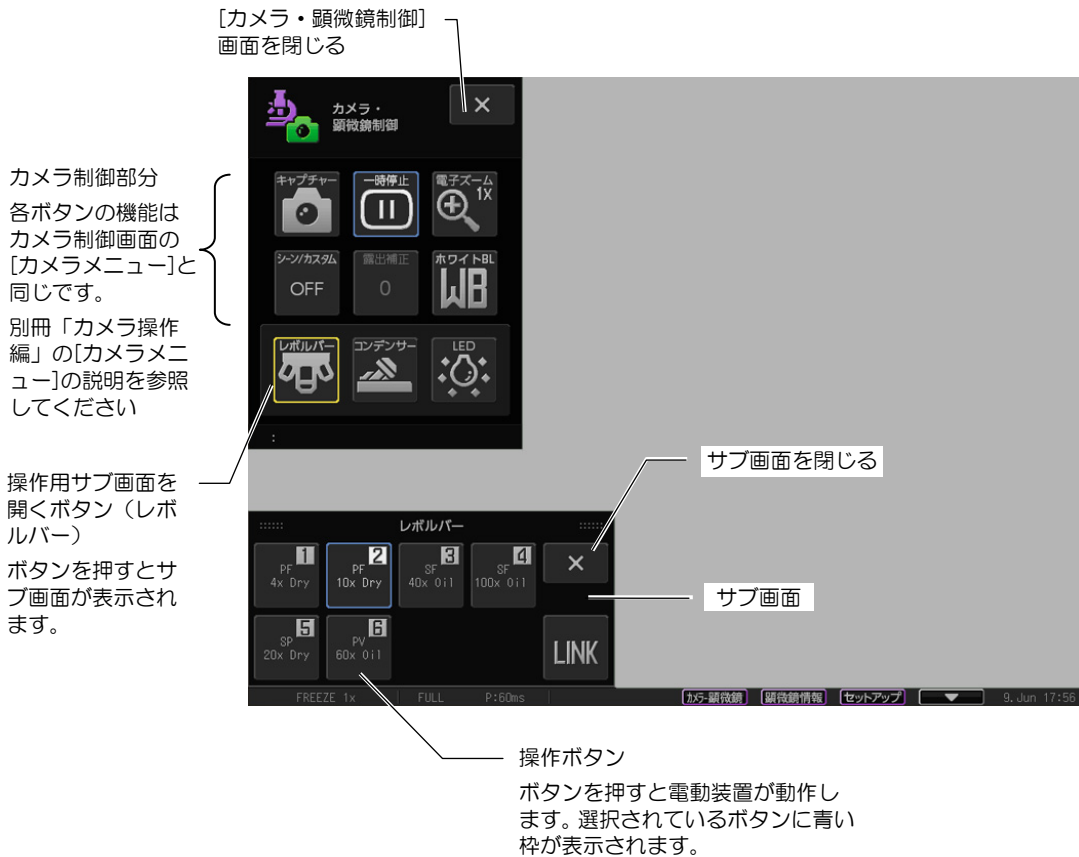 [カメラ・顕微鏡制御]
画面を閉じる
カメラ・
顕微鏡制御
×
カメラ制御部分
各ボタンの機能は
カメラ制御画面の
[カメラメニュー]と
同じです。
別冊「カメラ操作
編」の[カメラメニ
ュー]の説明を参照
してください
キャプチャー
一時停止
電子ズーム
1X
シーン/カスタム
OFF
露出補正
0
ホワイトBL
WB
レボルバー
コンデンサー
LED
:
操作用サブ画面を
開くボタン（レボ
ルバー）
ボタンを押すとサ
ブ画面が表示され
ます。
サブ画面を閉じる
サブ画面
レボルバー
1
PF
4x Dry
2
PF
10x Dry
3
SF
40x Oil
4
SF
100x Oil
×
5
SP
20x Dry
6
PV
60x Oil
LINK
FREEZE 1x FULL P:60ms カメラ-顕微鏡 顕微鏡情報 セットアップ 9. Jun 17:56
操作ボタン
ボタンを押すと電動装置が動作し
ます。選択されているボタンに青い
枠が表示されます。